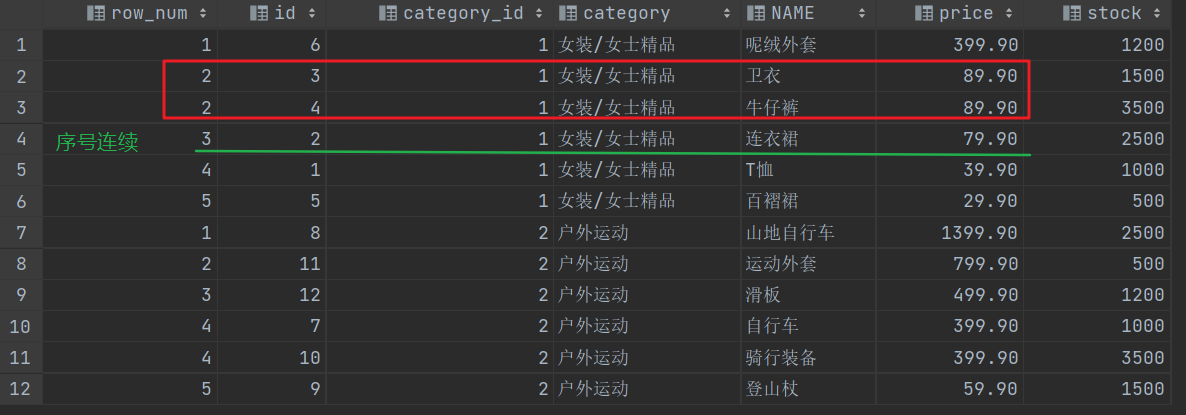 row_num id category_id category NAME price stock
1 1 6 1 女装/女士精品 呢绒外套 399.90 1200
2 2 3 1 女装/女士精品 卫衣 89.90 1500
3 2 4 1 女装/女士精品 牛仔裤 89.90 3500
4 序号连续 3 2 1 女装/女士精品 连衣裙 79.90 2500
5 4 1 1 女装/女士精品 T恤 39.90 1000
6 5 5 1 女装/女士精品 百褶裙 29.90 500
7 1 8 2 户外运动 山地自行车 1399.90 2500
8 2 11 2 户外运动 运动外套 799.90 500
9 3 12 2 户外运动 滑板 499.90 1200
10 4 7 2 户外运动 自行车 399.90 1000
11 4 10 2 户外运动 骑行装备 399.90 3500
12 5 9 2 户外运动 登山杖 59.90 1500